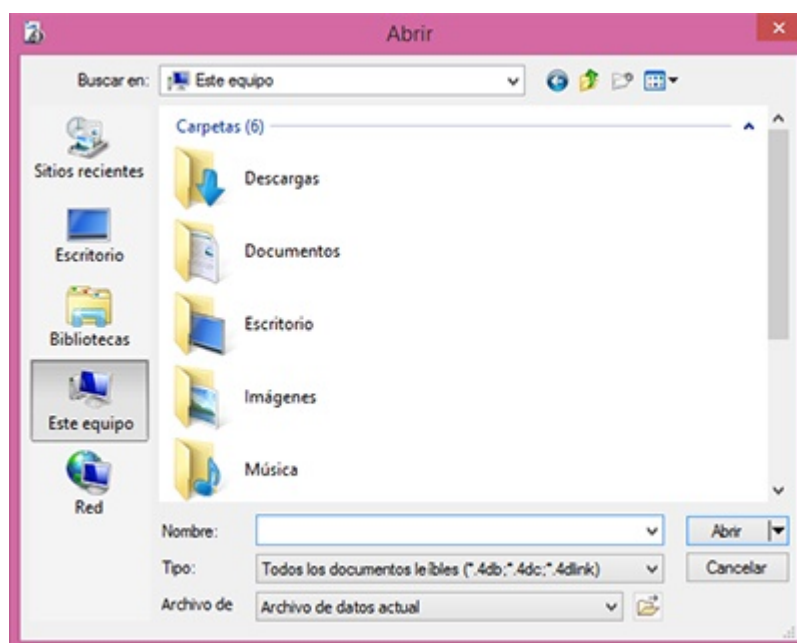 Abrir
Buscar en:
Este equipo
Carpetas (6)
Sitios recientes
Descargas
Escritorio
Documentos
Bibliotecas
Escritorio
Este equipo
Imágenes
Red
Música
Nombre:
Abrir
Tipo:
Todos los documentos leíbles (*.4db;*.4dc;*.4dlink)
Cancelar
Archivo de
Archivo de datos actual